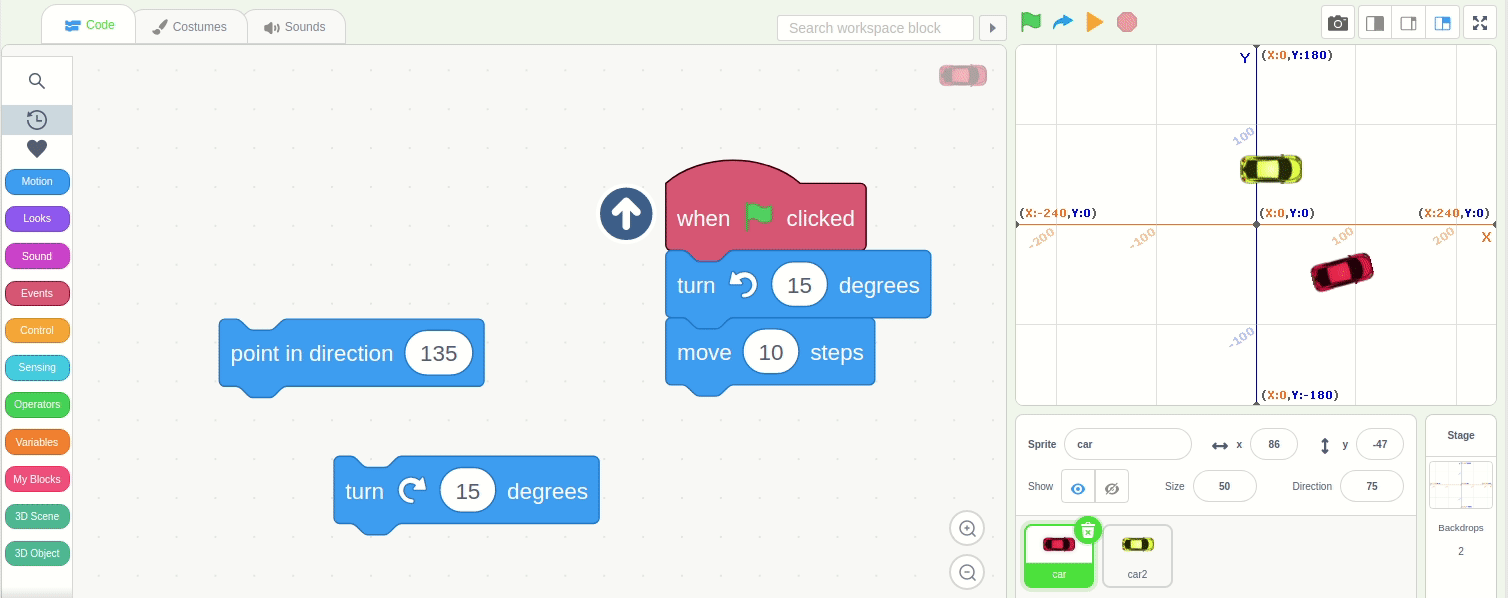 Code
Costumes
Sounds
Search workspace block
Motion
Looks
Sound
Events
Control
Sensing
Operators
Variables
My Blocks
3D Scene
3D Object
when clicked
turn 15 degrees
move 10 steps
point in direction 135
turn 15 degrees
Y (X:0,Y:180)
100
(X:-240,Y:0) (X:0,Y:0) (X:240,Y:0)
-200 -100 100 200 X
-100
(X:0,Y:-180)
Sprite car x 86 y -47
Show Size 50 Direction 75
car
car2
Stage
Backdrops
2